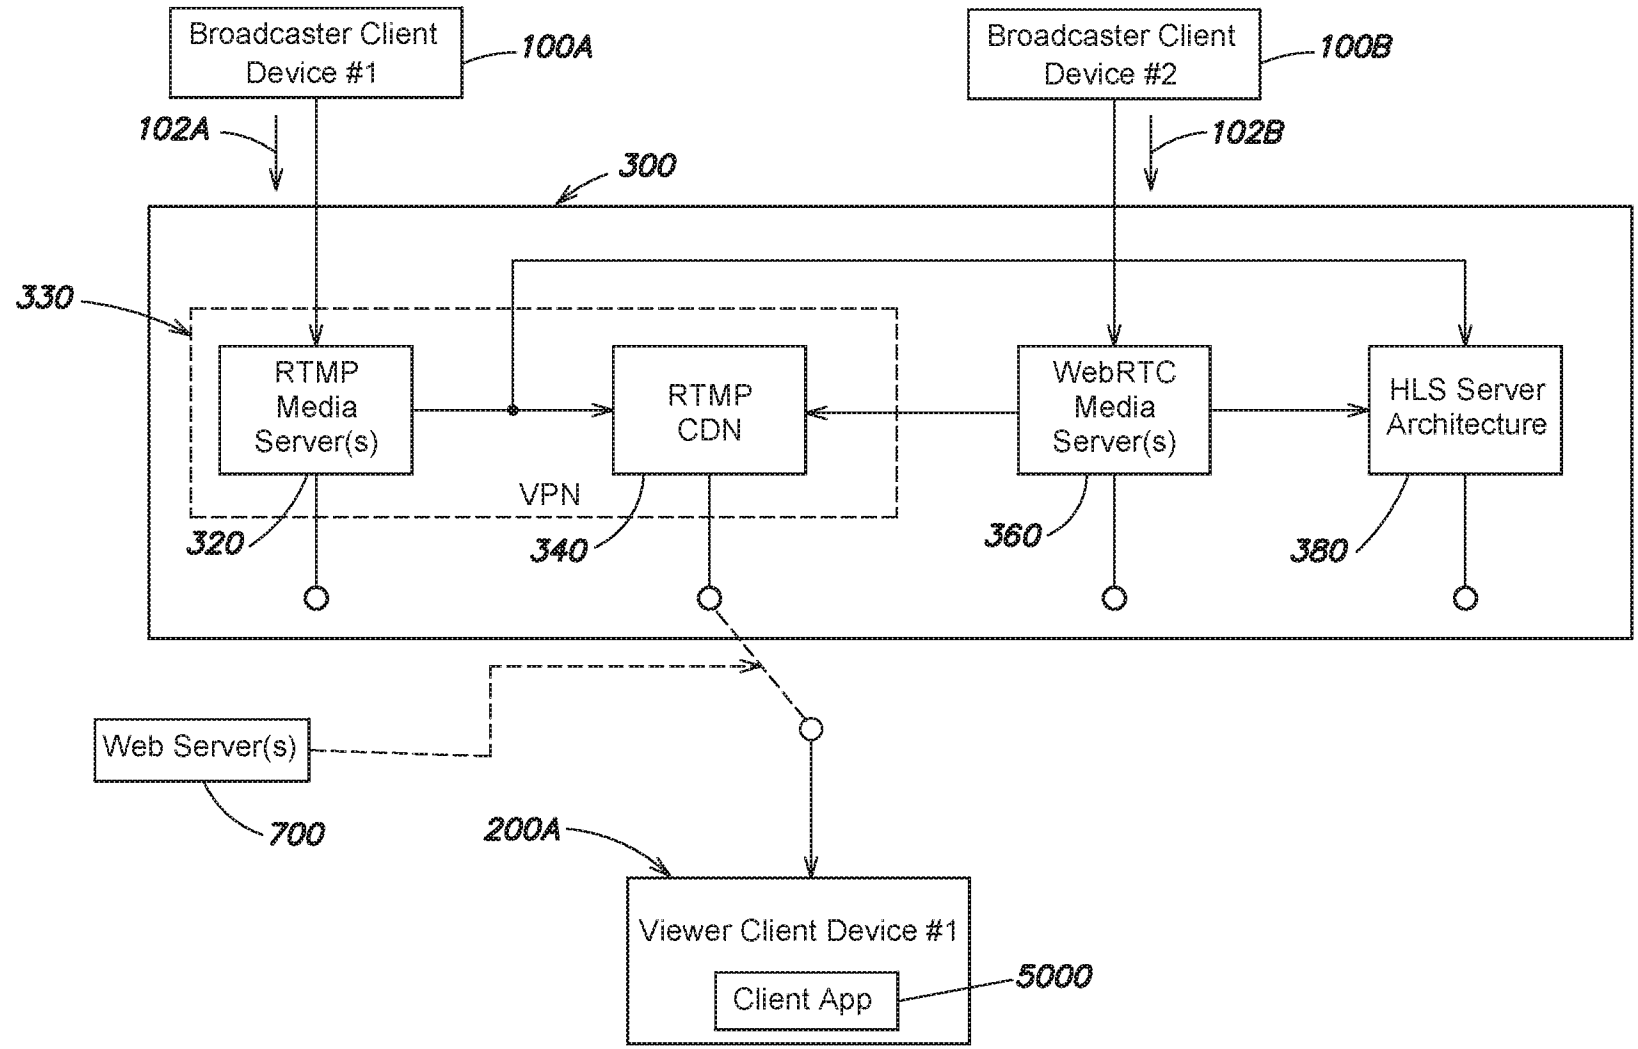 Broadcaster Client
Device #1
100A
Broadcaster Client
Device #2
100B
102A
102B
300
330
RTMP
Media
Server(s)
RTMP
CDN
WebRTC
Media
Server(s)
HLS Server
Architecture
VPN
320
340
360
380
Web Server(s)
700
200A
Viewer Client Device #1
Client App
5000